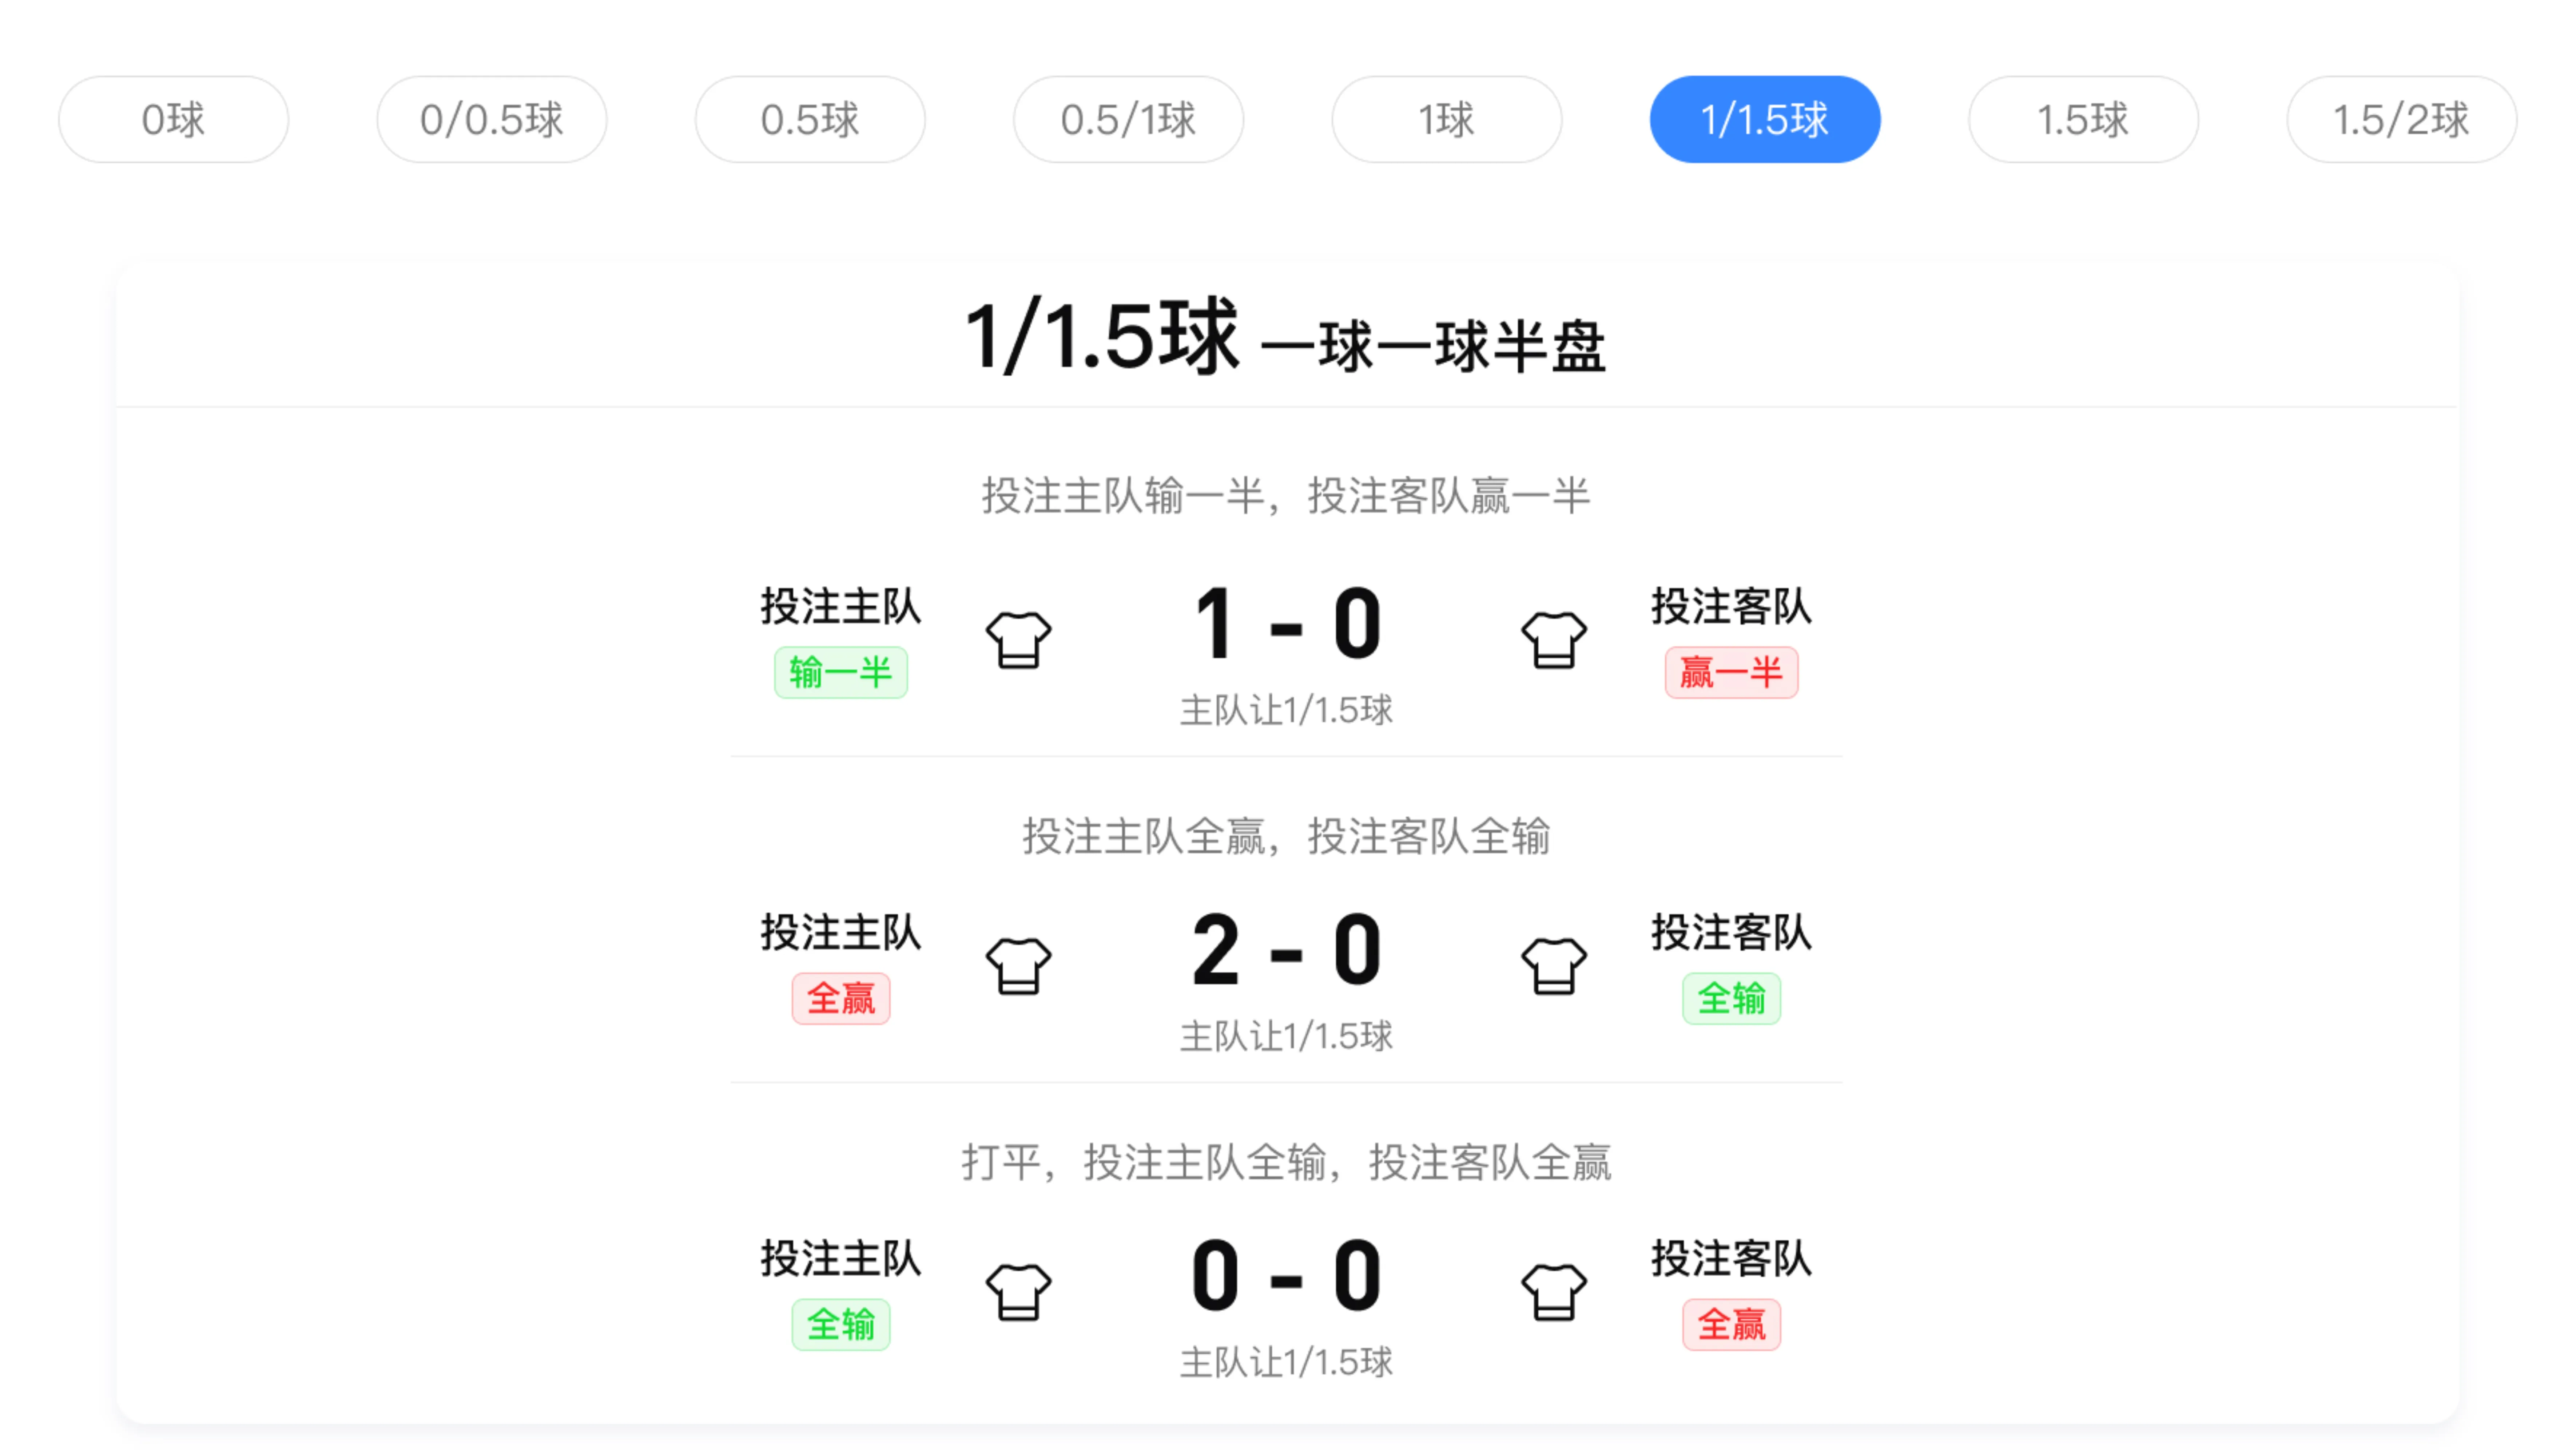 0球
0/0.5球
0.5球
0.5/1球
1球
1/1.5球
1.5球
1.5/2球
1/1.5球 一球一球半盘
投注主队输一半，投注客队赢一半
投注主队
输一半
1 - 0
主队让1/1.5球
投注客队
赢一半
投注主队全赢，投注客队全输
投注主队
全赢
2 - 0
主队让1/1.5球
投注客队
全输
打平，投注主队全输，投注客队全赢
投注主队
全输
0 - 0
主队让1/1.5球
投注客队
全赢